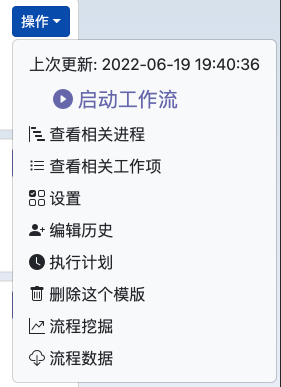 操作
上次更新: 2022-06-19 19:40:36
启动工作流
查看相关进程
查看相关工作项
设置
编辑历史
执行计划
删除这个模版
流程挖掘
流程数据